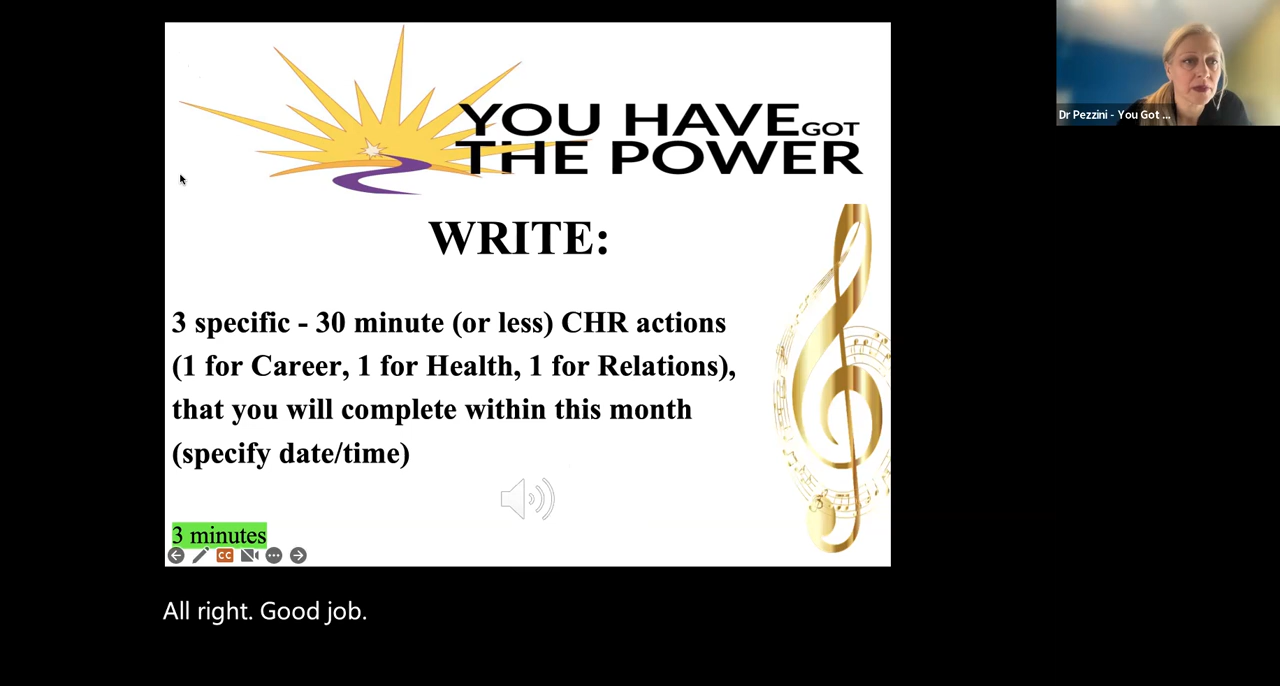 YOU HAVE GOT
THE POWER
Dr Pezzini - You Got ...
WRITE:
3 specific - 30 minute (or less) CHR actions
(1 for Career, 1 for Health, 1 for Relations),
that you will complete within this month
(specify date/time)
3 minutes
CC
All right. Good job.